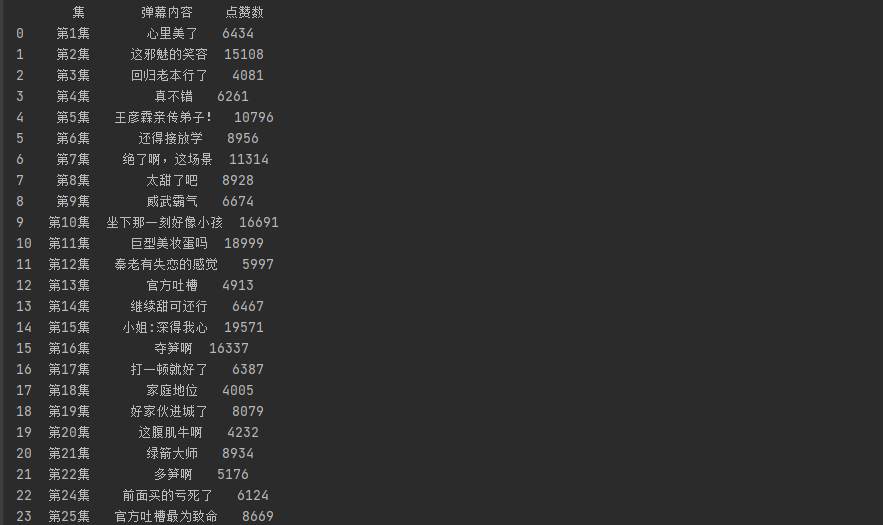 集 弹幕内容 点赞数
0 第1集 心里美了 6434
1 第2集 这邪魅的笑容 15108
2 第3集 回归老本行了 4081
3 第4集 真不错 6261
4 第5集 王彦霖亲传弟子! 10796
5 第6集 还得接放学 8956
6 第7集 绝了啊，这场景 11314
7 第8集 太甜了吧 8928
8 第9集 威武霸气 6674
9 第10集 坐下那一刻好像小孩 16691
10 第11集 巨型美妆蛋吗 18999
11 第12集 秦老有失恋的感觉 5997
12 第13集 官方吐槽 4913
13 第14集 继续甜可还行 6467
14 第15集 小姐:深得我心 19571
15 第16集 夺笋啊 16337
16 第17集 打一顿就好了 6387
17 第18集 家庭地位 4005
18 第19集 好家伙进城了 8079
19 第20集 这腹肌牛啊 4232
20 第21集 绿箭大师 8934
21 第22集 多笋啊 5176
22 第24集 前面买的亏死了 6124
23 第25集 官方吐槽最为致命 8669